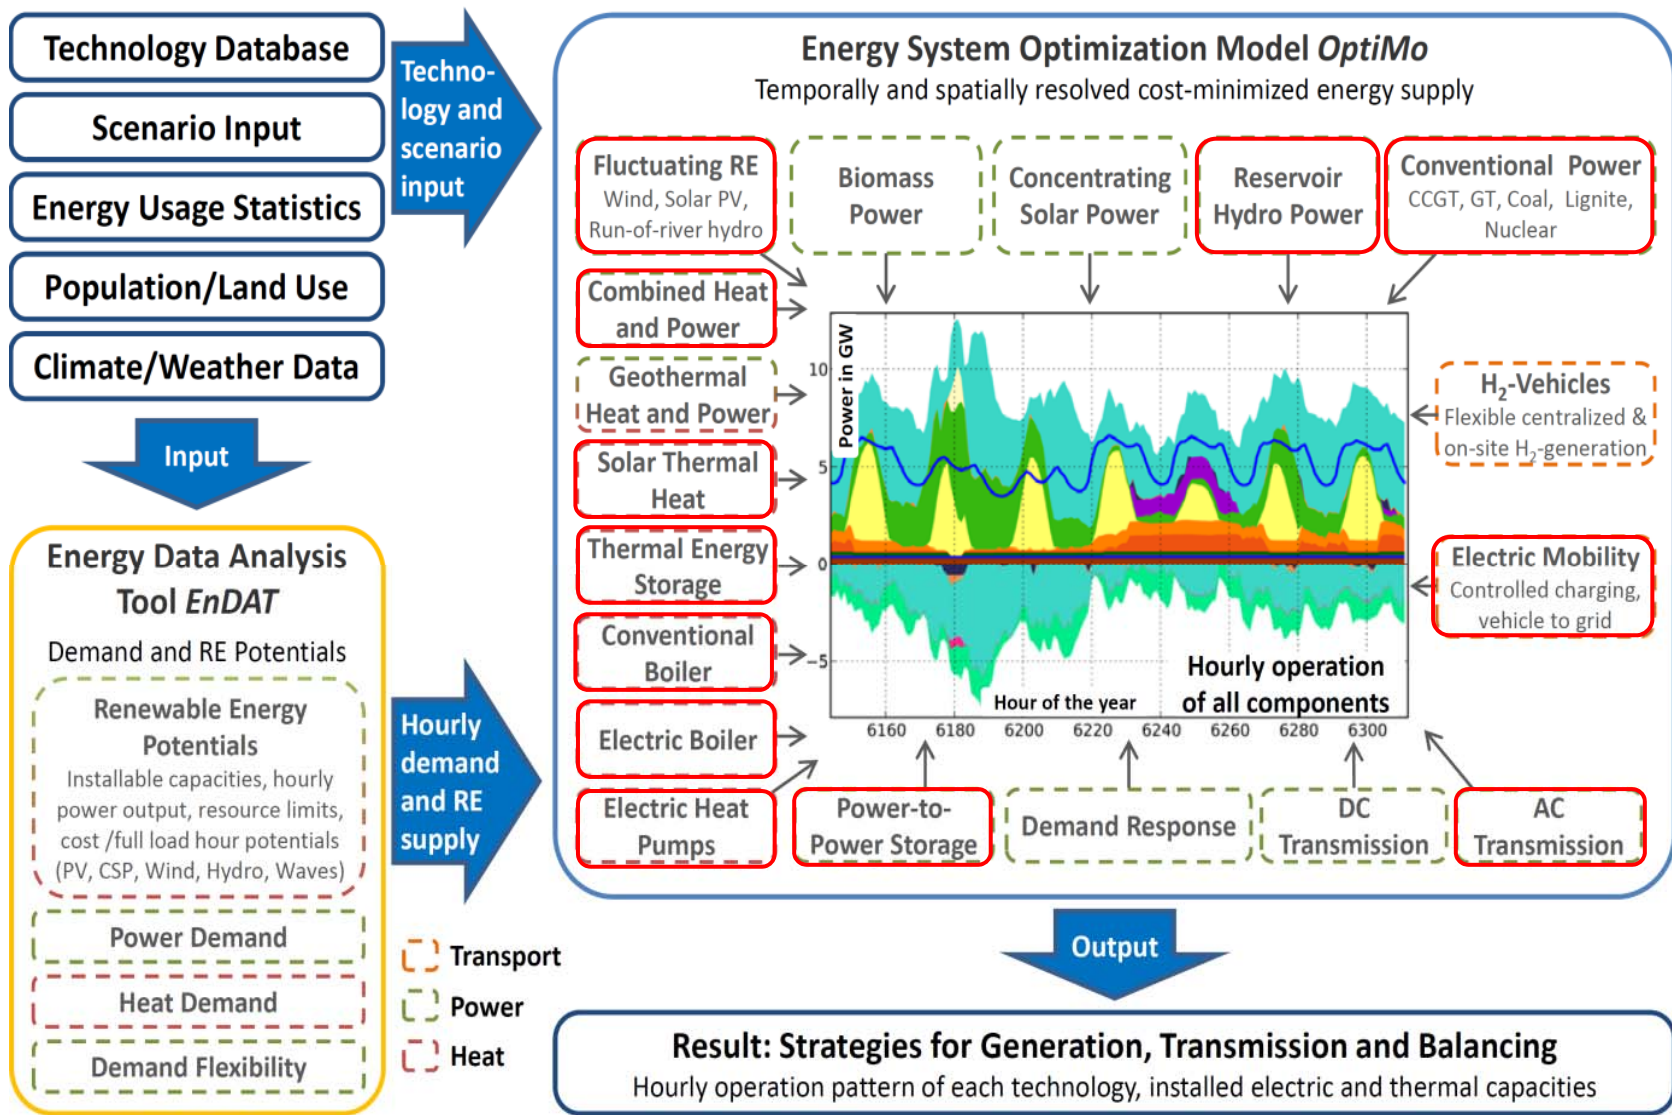 Technology Database
Scenario Input
Energy Usage Statistics
Population/Land Use
Climate/Weather Data
Techno-
logy and
scenario
input
Input
Energy Data Analysis
Tool EnDAT
Demand and RE Potentials
Renewable Energy
Potentials
Installable capacities, hourly
power output, resource limits,
cost /full load hour potentials
(PV, CSP, Wind, Hydro, Waves)
Power Demand
Heat Demand
Demand Flexibility
Hourly
demand
and RE
supply
Transport
Power
Heat
Energy System Optimization Model OptiMo
Temporally and spatially resolved cost-minimized energy supply
Fluctuating RE
Wind, Solar PV,
Run-of-river hydro
Biomass
Power
Concentrating
Solar Power
Reservoir
Hydro Power
Conventional Power
CCGT, GT, Coal, Lignite,
Nuclear
Combined Heat
and Power
Geothermal
Heat and Power
Solar Thermal
Heat
Thermal Energy
Storage
Conventional
Boiler
Electric Boiler
Electric Heat
Pumps
Power in GW
10
5
0
-5
Hour of the year
Hourly operation
of all components
6160 6180 6200 6220 6240 6260 6280 6300
H₂-Vehicles
Flexible centralized &
on-site H₂-generation
Electric Mobility
Controlled charging,
vehicle to grid
Power-to-
Power Storage
Demand Response
DC
Transmission
AC
Transmission
Output
Result: Strategies for Generation, Transmission and Balancing
Hourly operation pattern of each technology, installed electric and thermal capacities